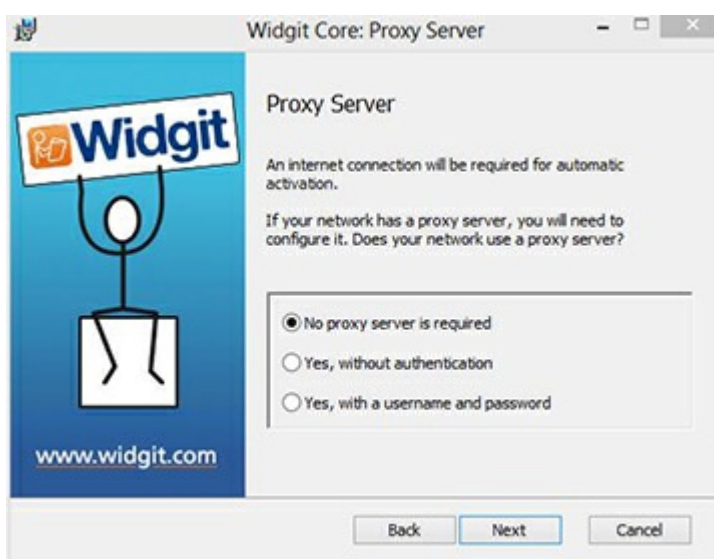 Widgit Core: Proxy Server
Widgit
www.widgit.com
Proxy Server
An internet connection will be required for automatic
activation.
If your network has a proxy server, you will need to
configure it. Does your network use a proxy server?
No proxy server is required
Yes, without authentication
Yes, with a username and password
Back Next Cancel